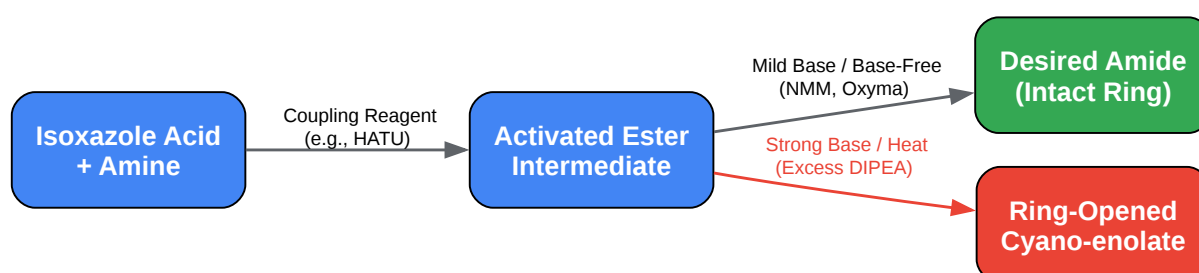 Isoxazole Acid
+ Amine
Coupling Reagent
(e.g., HATU)
Activated Ester
Intermediate
Mild Base / Base-Free
(NMM, Oxyma)
Desired Amide
(Intact Ring)
Strong Base / Heat
(Excess DIPEA)
Ring-Opened
Cyano-enolate